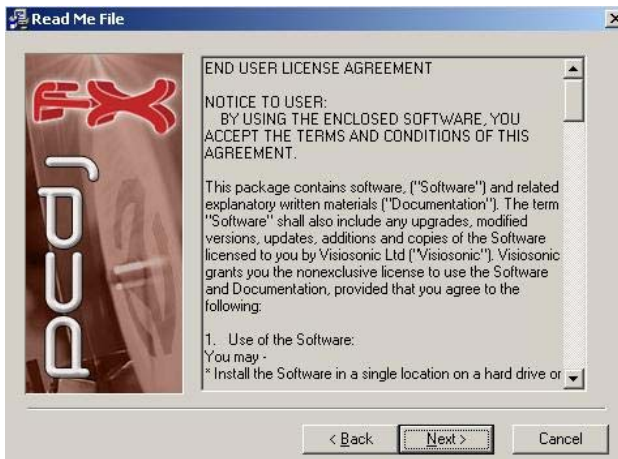 Read Me File
FX
pcdj
END USER LICENSE AGREEMENT
NOTICE TO USER:
BY USING THE ENCLOSED SOFTWARE, YOU
ACCEPT THE TERMS AND CONDITIONS OF THIS
AGREEMENT.
This package contains software, ("Software") and related
explanatory written materials ("Documentation"). The term
"Software" shall also include any upgrades, modified
versions, updates, additions and copies of the Software
licensed to you by Visiosonic Ltd ("Visiosonic"). Visiosonic
grants you the nonexclusive license to use the Software
and Documentation, provided that you agree to the
following:
1. Use of the Software:
You may -
* Install the Software in a single location on a hard drive or
< Back
Next >
Cancel